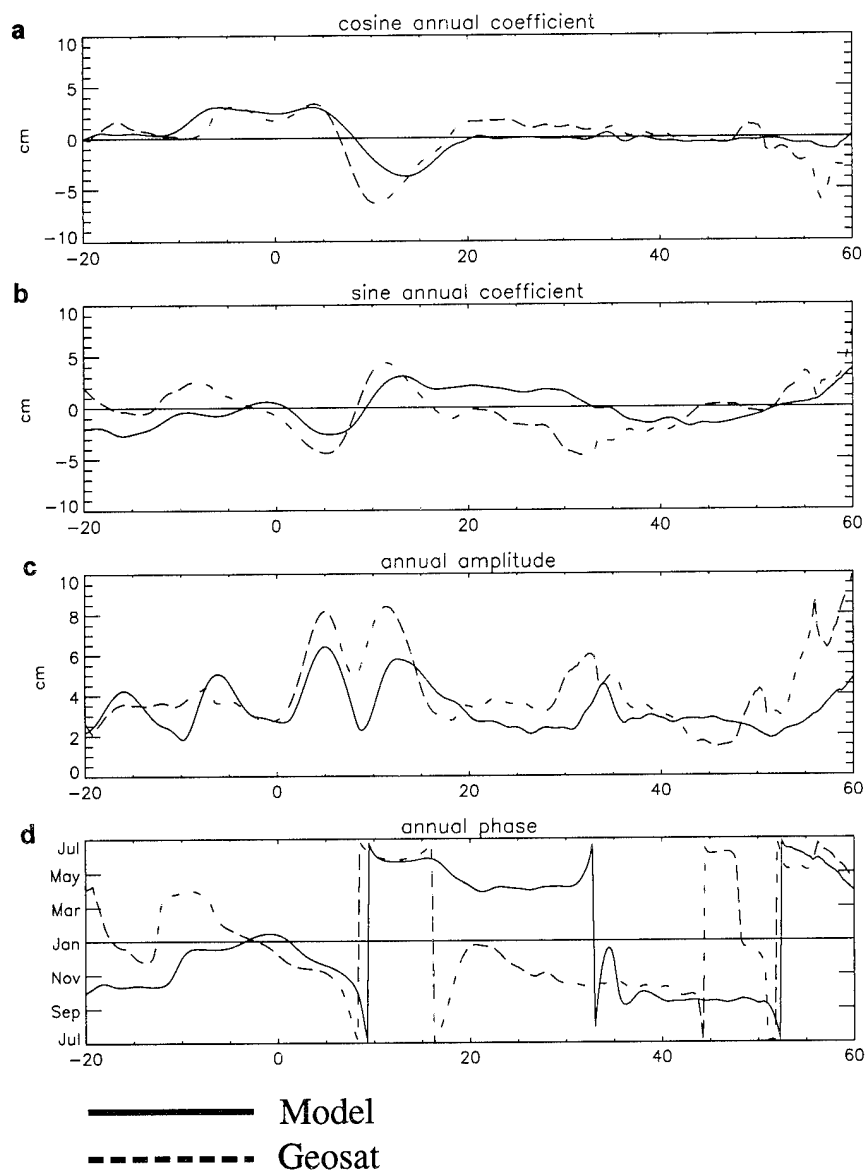 a
cosine annual coefficient
10
5
0
-5
-10
cm
-20 0 20 40 60
b
sine annual coefficient
10
5
0
-5
-10
cm
-20 0 20 40 60
c
annual amplitude
10
8
6
4
2
0
cm
-20 0 20 40 60
d
annual phase
Jul
May
Mar
Jan
Nov
Sep
Jul
-20 0 20 40 60
Model
Geosat